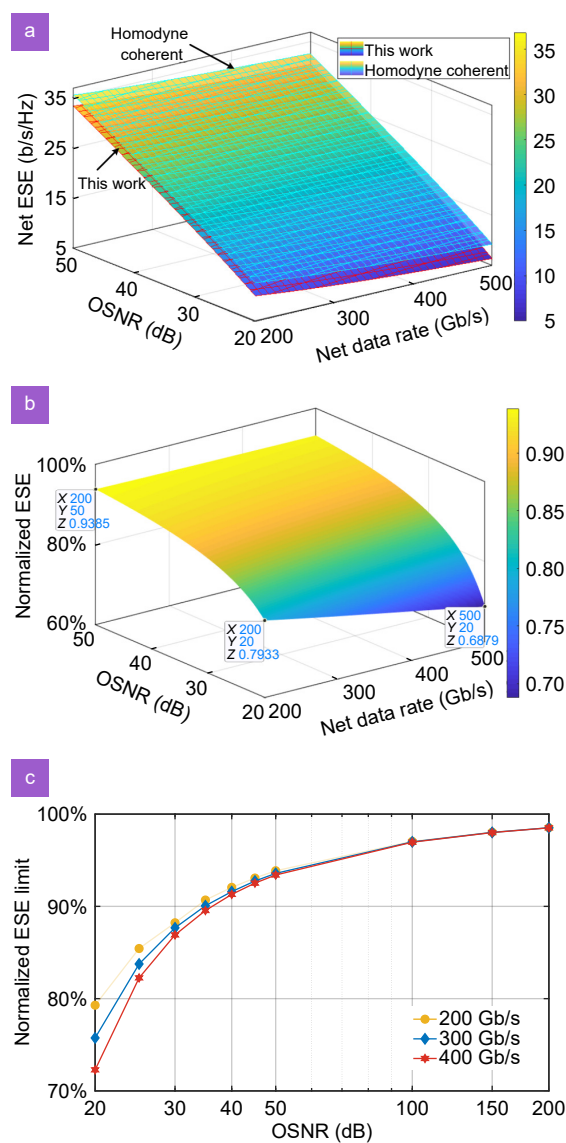 a
Homodyne
coherent
This work
Homodyne coherent
This work
Net ESE (b/s/Hz)
35
25
15
5
50
40
30
20
OSNR (dB)
200
300
400
500
Net data rate (Gb/s)
35
30
25
20
15
10
5
b
Normalized ESE
100%
80%
60%
X 200
Y 50
Z 0.9385
X 200
Y 20
Z 0.7933
X 500
Y 20
Z 0.6879
50
40
30
20
OSNR (dB)
200
300
400
500
Net data rate (Gb/s)
0.90
0.85
0.80
0.75
0.70
c
Normalized ESE limit
100%
90%
80%
70%
200 Gb/s
300 Gb/s
400 Gb/s
20 30 40 50 100 150 200
OSNR (dB)